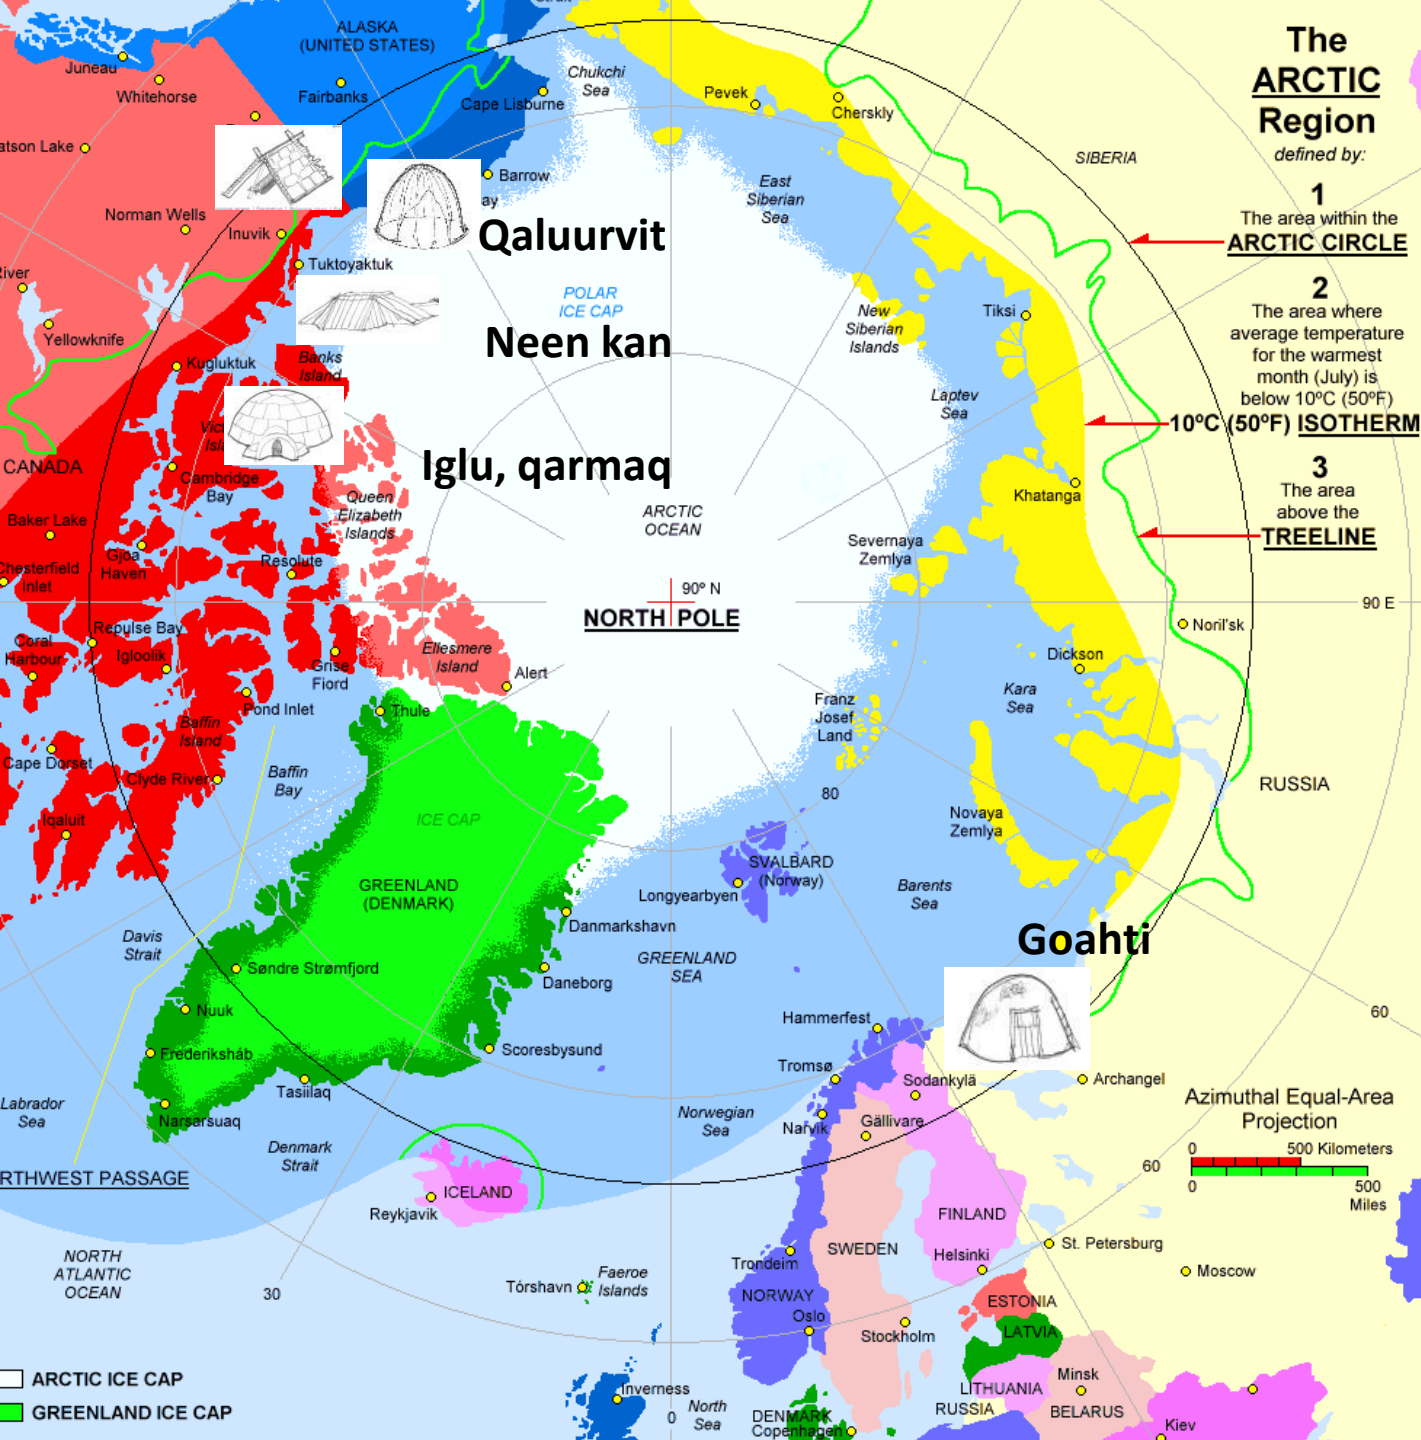 The
ARCTIC
Region
defined by:
1
The area within the
ARCTIC CIRCLE
2
The area where
average temperature
for the warmest
month (July) is
below 10ºC (50ºF)
10ºC (50ºF) ISOTHERM
3
The area
above the
TREELINE
ALASKA
(UNITED STATES)
Juneau
Whitehorse
Fairbanks
Cape Lisburne
Chukchi
Sea
Pevek
Cherskly
SIBERIA
atson Lake
Barrow
ay
East
Siberian
Sea
Norman Wells
Inuvik
Tuktoyaktuk
Qaluurvit
River
POLAR
ICE CAP
New
Siberian
Islands
Tiksi
Yellowknife
Neen kan
Kugluktuk
Banks
Island
Laptev
Sea
Iglu, qarmaq
CANADA
Cambridge
Bay
Queen
Elizabeth
Islands
Khatanga
ARCTIC
OCEAN
Baker Lake
Gjoa
Haven
Resolute
Severnaya
Zemlya
Chesterfield
Inlet
90º N
NORTH POLE
90 E
Noril'sk
Repulse Bay
Coral
Harbour
Igloolik
Grise
Fiord
Ellesmere
Island
Alert
Dickson
Kara
Sea
Pond Inlet
Thule
Franz
Josef
Land
Baffin
Island
Cape Dorset
Clyde River
Baffin
Bay
RUSSIA
80
Iqaluit
ICE CAP
Novaya
Zemlya
GREENLAND
(DENMARK)
SVALBARD
(Norway)
Longyearbyen
Barents
Sea
Davis
Strait
Danmarkshavn
Goahti
Søndre Strømfjord
GREENLAND
SEA
Daneborg
Nuuk
Hammerfest
60
Frederikshåb
Scoresbysund
Tromsø
Sodankylä
Archangel
Tasiilaq
Labrador
Sea
Narsarsuaq
Norwegian
Sea
Narvik
Gällivare
Azimuthal Equal-Area
Projection
0
500 Kilometers
0
500
Miles
Denmark
Strait
60
RTHWEST PASSAGE
ICELAND
Reykjavik
FINLAND
Helsinki
St. Petersburg
SWEDEN
Trondeim
Moscow
NORTH
ATLANTIC
OCEAN
30
Tórshavn
Faeroe
Islands
NORWAY
Oslo
Stockholm
ESTONIA
LATVIA
ARCTIC ICE CAP
GREENLAND ICE CAP
Inverness
North
Sea
0
DENMARK
Copenhagen
LITHUANIA
RUSSIA
Minsk
BELARUS
Kiev